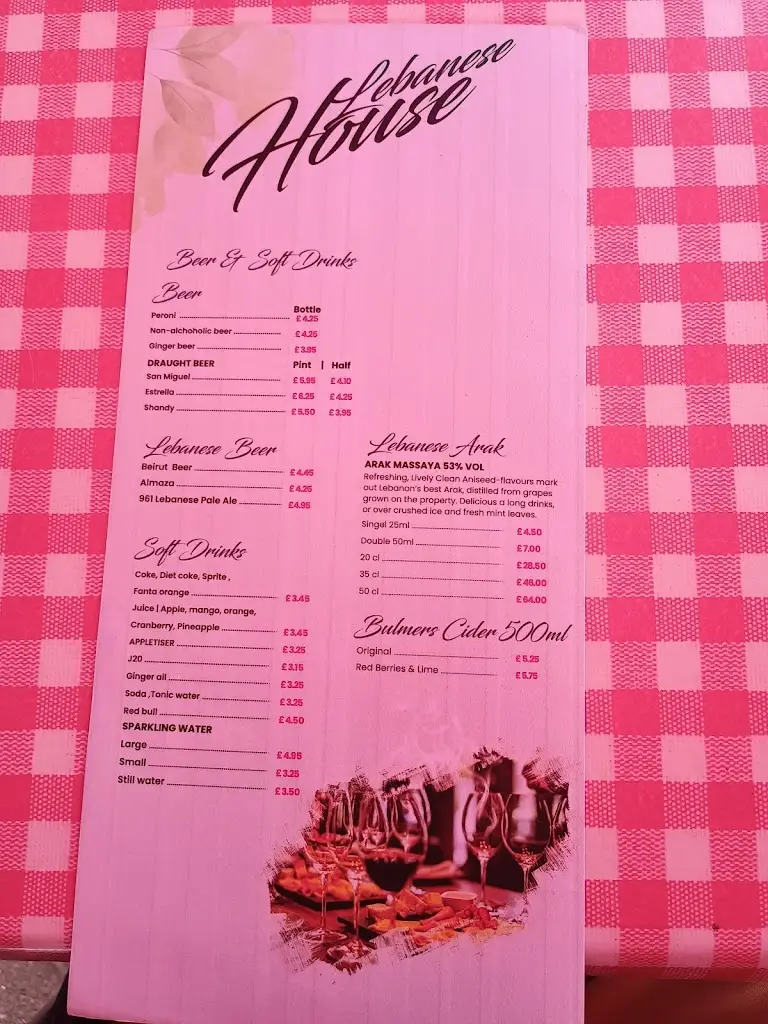 Lebanese
House
Beer & Soft Drinks
Beer
Bottle
Peroni £4.25
Non-alchoholic beer £4.25
Ginger beer £3.95
DRAUGHT BEER Pint | Half
San Miguel £5.95 £4.10
Estrella £6.25 £4.25
Shandy £5.50 £3.95
Lebanese Beer
Beirut Beer £4.45
Almaza £4.25
961 Lebanese Pale Ale £4.95
Soft Drinks
Coke, Diet coke, Sprite ,
Fanta orange £3.45
Juice | Apple, mango, orange,
Cranberry, Pineapple £3.45
APPLETISER £3.25
J20 £3.15
Ginger ail £3.25
Soda ,Tonic water £3.25
Red bull £4.50
SPARKLING WATER
Large £4.95
Small £3.25
Still water £3.50
Lebanese Arak
ARAK MASSAYA 53% VOL
Refreshing, Lively Clean Aniseed-flavours mark
out Lebanon's best Arak, distilled from grapes
grown on the property. Delicious a long drinks,
or over crushed ice and fresh mint leaves.
Singel 25ml £4.50
Double 50ml £7.00
20 cl £28.50
35 cl £48.00
50 cl £64.00
Bulmers Cider 500ml
Original £5.25
Red Berries & Lime £5.75